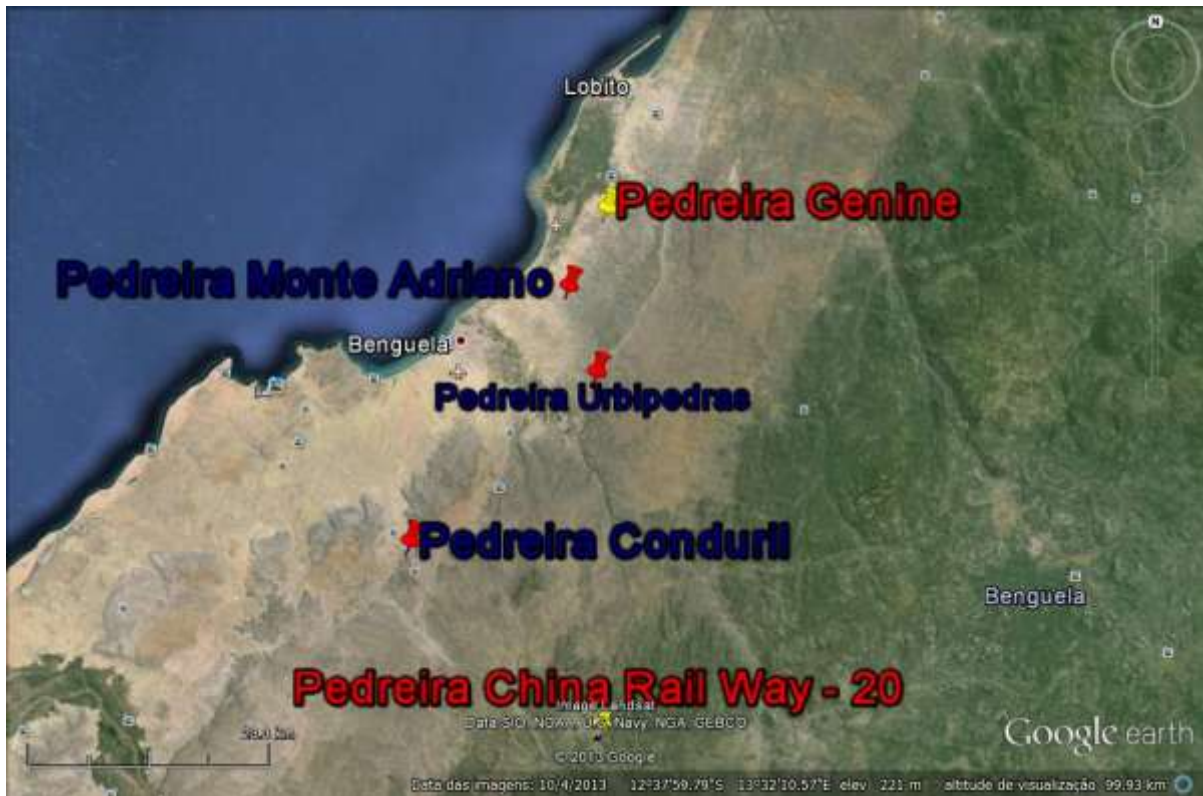 N
Lobito
Pedreira Genine
Pedreira Monte Adriano
Benguela
Pedreira Urbipedras
Pedreira Conduril
Benguela
Pedreira China Rail Way - 20
Image Landsat
Data SIO, NOAA, U.S. Navy, NGA, GEBCO
© 2013 Google
km
Google earth
Data das imagens: 10/4/2013 12°37'59.79"S 13°32'10.57"E elev 221 m altitude de visualização 99.93 km